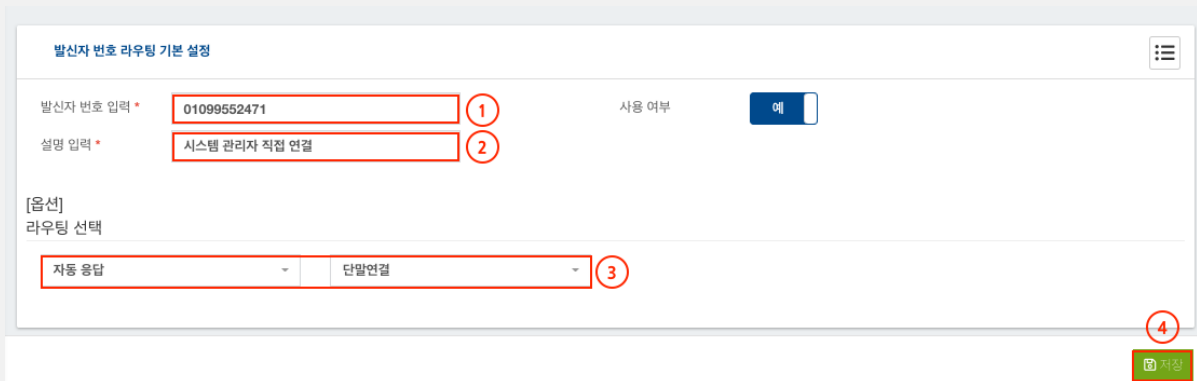 발신자 번호 라우팅 기본 설정
발신자 번호 입력 * 01099552471 1 사용 여부 예
설명 입력 * 시스템 관리자 직접 연결 2
[옵션]
라우팅 선택
자동 응답 단말연결 3
4
저장